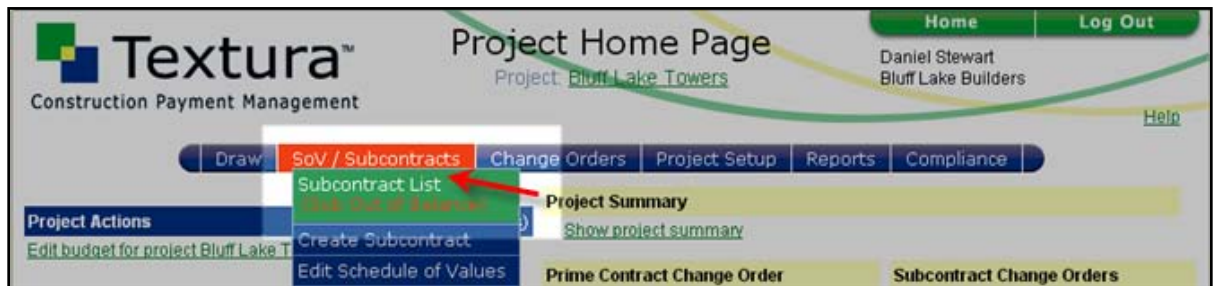 Home Log Out
Textura™
Construction Payment Management
Project Home Page
Project: Bluff Lake Towers
Daniel Stewart
Bluff Lake Builders
Help
Draw SoV / Subcontracts Change Orders Project Setup Reports Compliance
Subcontract List
(Sub Out of Balance)
Create Subcontract
Edit Schedule of Values
Project Actions
Edit budget for project Bluff Lake T
Project Summary
Show project summary
Prime Contract Change Order
Subcontract Change Orders